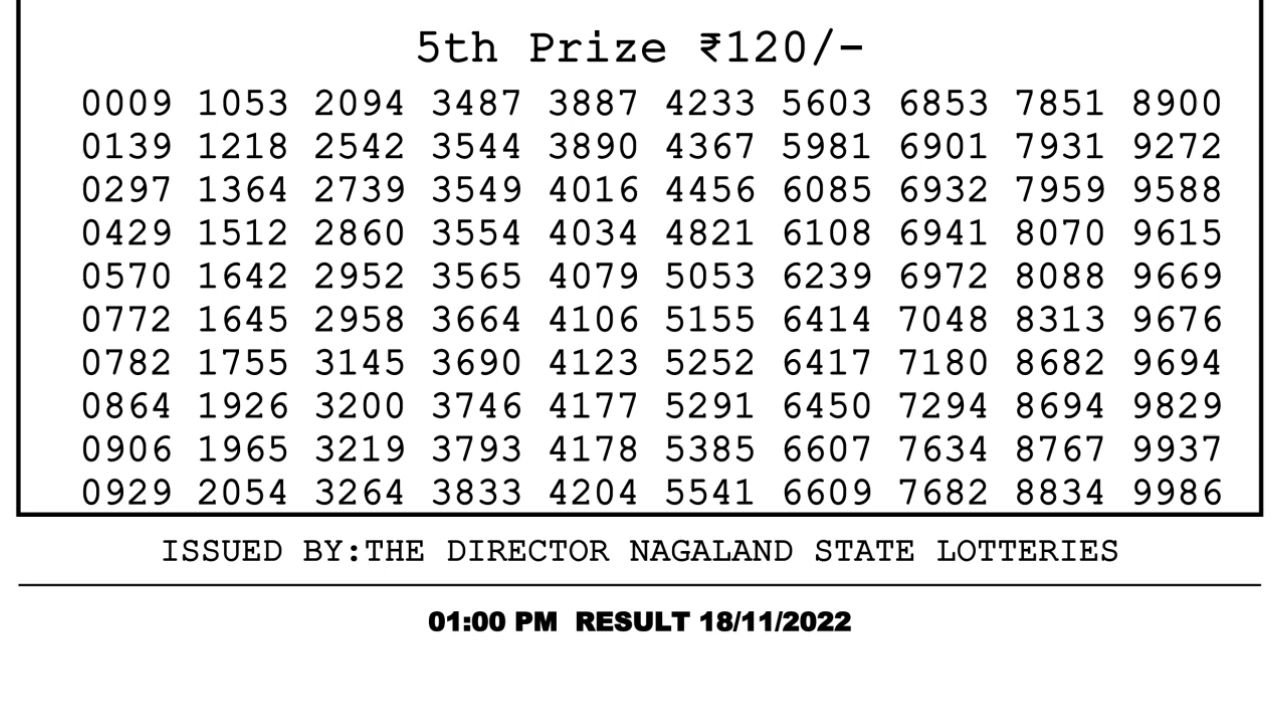 5th Prize ₹120/-
0009 1053 2094 3487 3887 4233 5603 6853 7851 8900
0139 1218 2542 3544 3890 4367 5981 6901 7931 9272
0297 1364 2739 3549 4016 4456 6085 6932 7959 9588
0429 1512 2860 3554 4034 4821 6108 6941 8070 9615
0570 1642 2952 3565 4079 5053 6239 6972 8088 9669
0772 1645 2958 3664 4106 5155 6414 7048 8313 9676
0782 1755 3145 3690 4123 5252 6417 7180 8682 9694
0864 1926 3200 3746 4177 5291 6450 7294 8694 9829
0906 1965 3219 3793 4178 5385 6607 7634 8767 9937
0929 2054 3264 3833 4204 5541 6609 7682 8834 9986
ISSUED BY:THE DIRECTOR NAGALAND STATE LOTTERIES
01:00 PM RESULT 18/11/2022